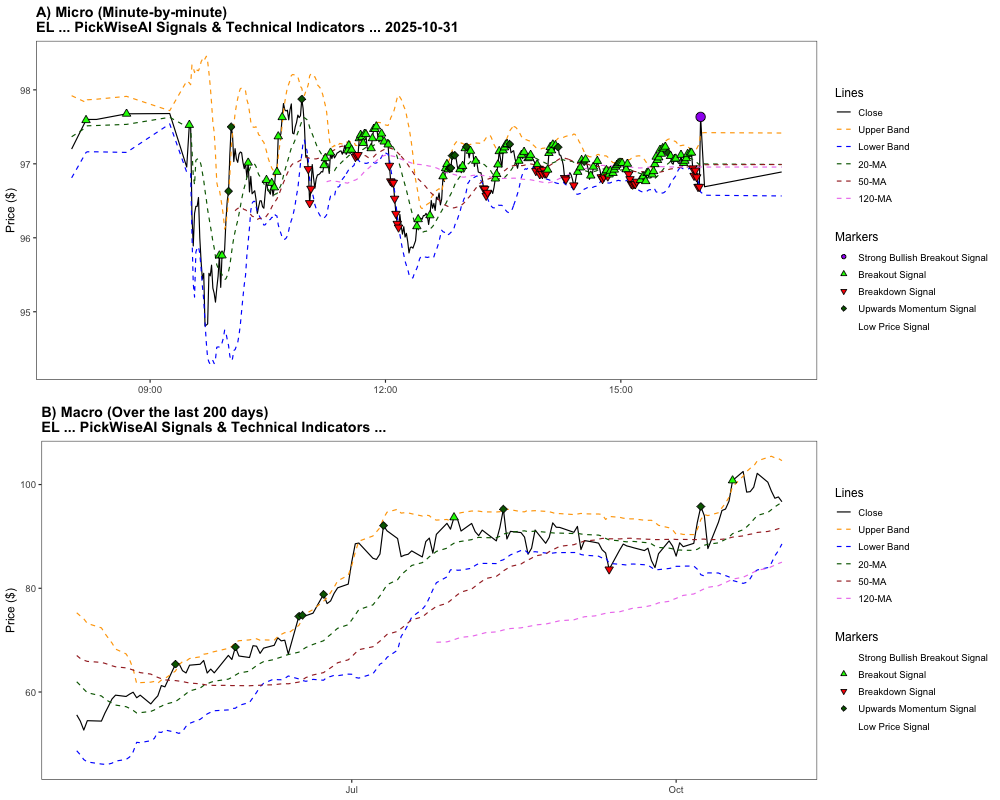 A) Micro (Minute-by-minute)
EL ... PickWiseAI Signals & Technical Indicators ... 2025-10-31
Price ($)
98
97
96
95
09:00
12:00
15:00
Lines
Close
Upper Band
Lower Band
20-MA
50-MA
120-MA
Markers
Strong Bullish Breakout Signal
Breakout Signal
Breakdown Signal
Upwards Momentum Signal
Low Price Signal
B) Macro (Over the last 200 days)
EL ... PickWiseAI Signals & Technical Indicators ...
Price ($)
100
80
60
Jul
Oct
Lines
Close
Upper Band
Lower Band
20-MA
50-MA
120-MA
Markers
Strong Bullish Breakout Signal
Breakout Signal
Breakdown Signal
Upwards Momentum Signal
Low Price Signal